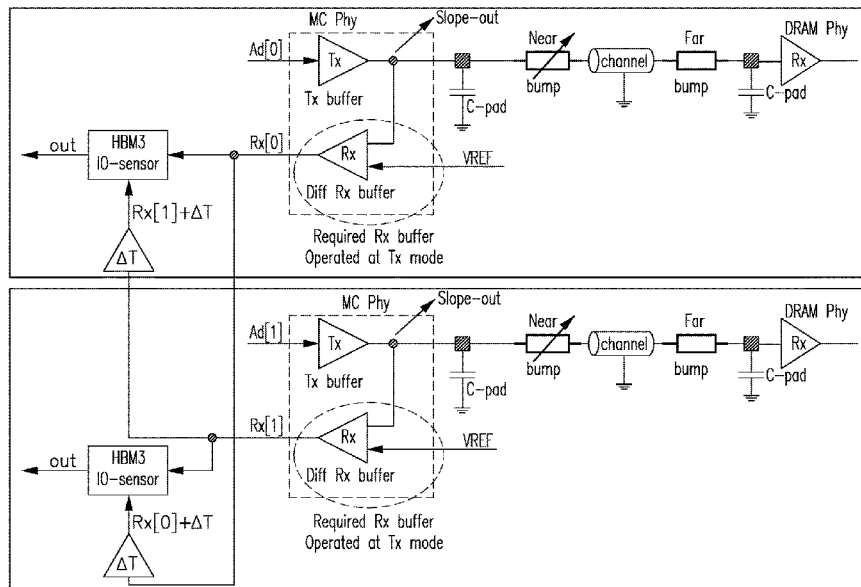 MC Phy
Slope-out
DRAM Phy
Ad[0]
Tx
Near
Far
channel
Rx
Tx buffer
C-pad
bump
bump
C-pad
out
HBM3
IO-sensor
Rx[0]
Rx
VREF
Diff Rx buffer
Rx[1]+ΔT
ΔT
Required Rx buffer
Operated at Tx mode
MC Phy
Slope-out
DRAM Phy
Ad[1]
Tx
Near
Far
channel
Rx
Tx buffer
C-pad
bump
bump
C-pad
Rx[1]
Rx
VREF
out
HBM3
IO-sensor
Diff Rx buffer
Rx[0]+ΔT
ΔT
Required Rx buffer
Operated at Tx mode